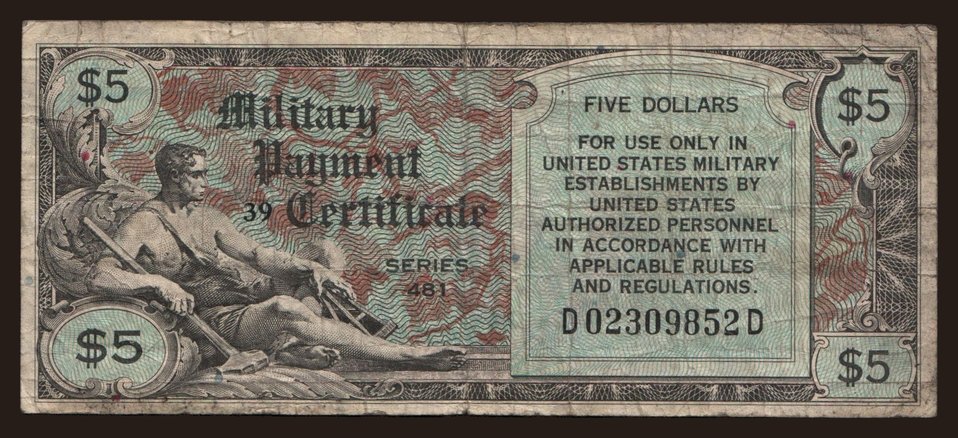 $5
Military
Payment
39 Certificate
SERIES
481
$5
FIVE DOLLARS
FOR USE ONLY IN
UNITED STATES MILITARY
ESTABLISHMENTS BY
UNITED STATES
AUTHORIZED PERSONNEL
IN ACCORDANCE WITH
APPLICABLE RULES
AND REGULATIONS.
D02309852D
$5
$5